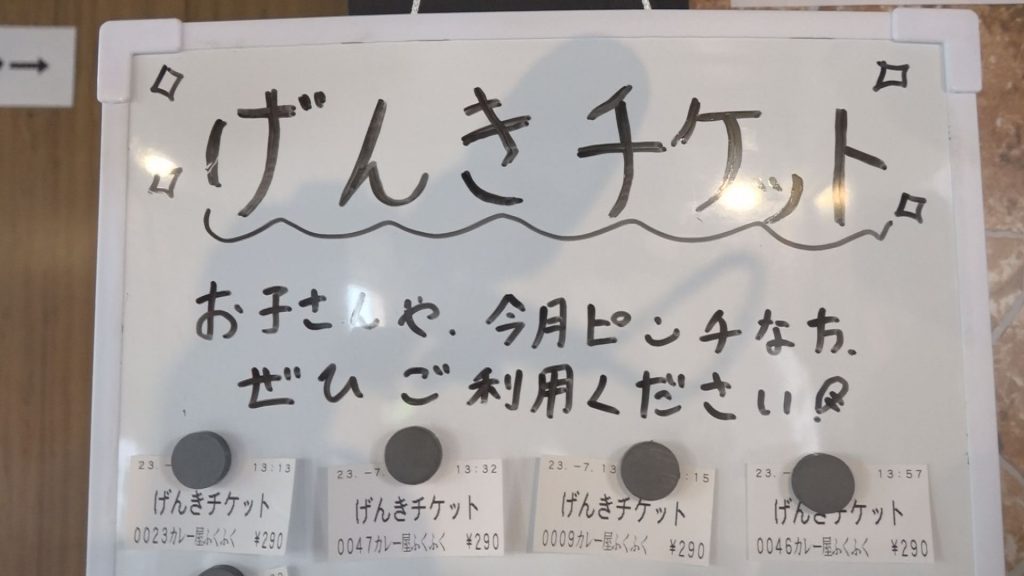 げんきチケット
お子さんや、今月ピンチな方、
ぜひご利用ください
23. 13:13
げんきチケット
0023カレー屋ふくふく ¥290
23.-7. 13:32
げんきチケット
0047カレー屋ふくふく ¥290
23.-7.13 :15
げんきチケット
0009カレー屋ふくふく ¥290
23.- 13:57
げんきチケット
0046カレー屋ふくふく ¥290